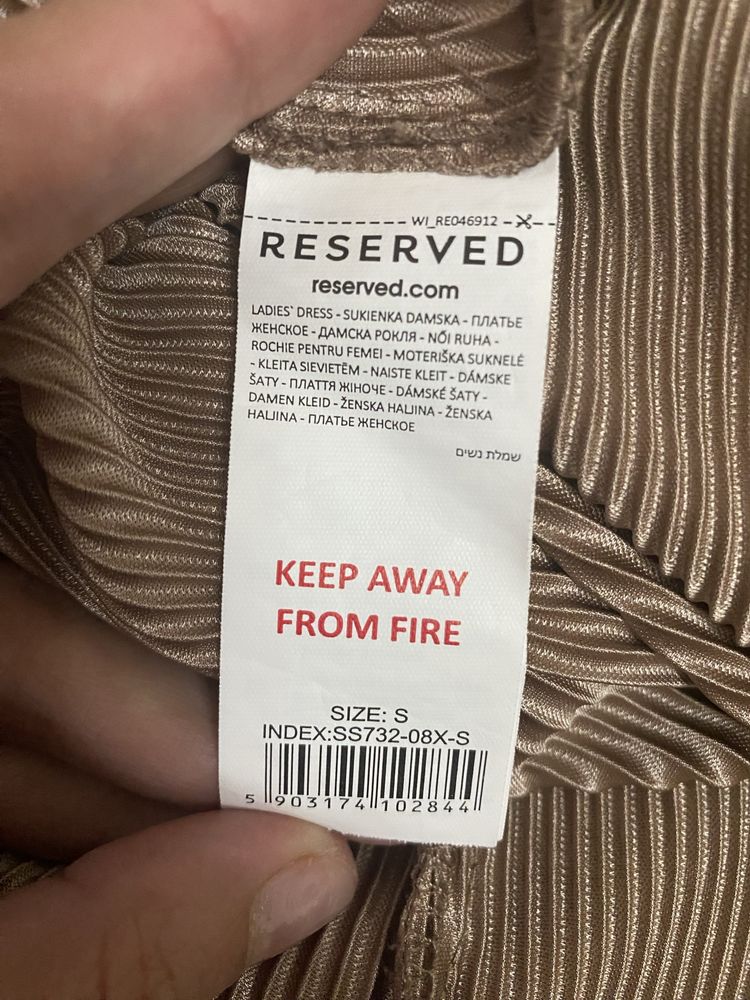 WI_RE046912
RESERVED
reserved.com
LADIES` DRESS - SUKIENKA DAMSKA - ПЛАТЬЕ
ЖЕНСКОЕ - ДАМСКА РОКЛЯ - NŐI RUHA -
ROCHIE PENTRU FEMEI - MOTERIŠKA SUKNELĖ
- KLEITA SIEVIETĒM - NAISTE KLEIT - DÁMSKE
ŠATY - ПЛАТТЯ ЖІНОЧЕ - DÁMSKÉ ŠATY -
DAMEN KLEID - ŽENSKA HALJINA - ŽENSKA
HALJINA - ПЛАТЬЕ ЖЕНСКОЕ
שמלת נשים
KEEP AWAY
FROM FIRE
SIZE: S
INDEX:SS732-08X-S
5 903174 102844